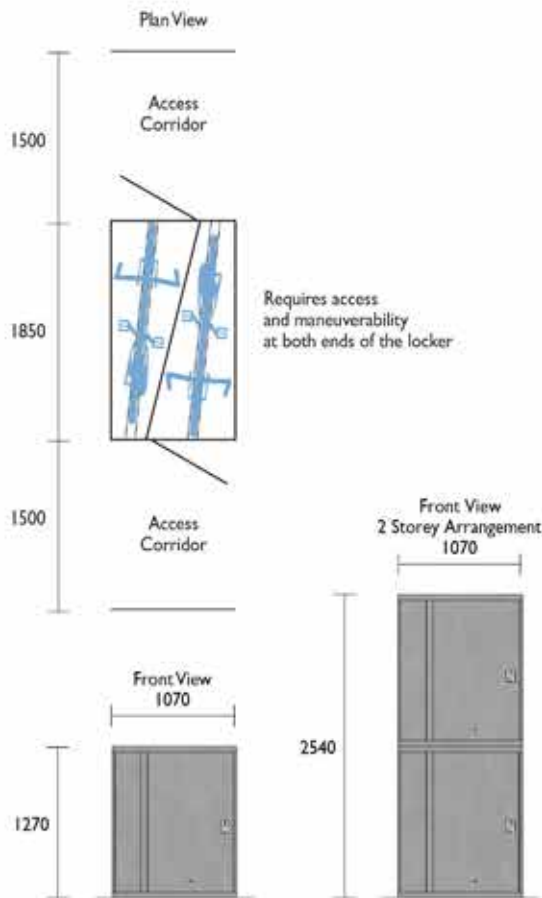 Plan View
Access
Corridor
1500
1850
Requires access
and maneuverability
at both ends of the locker
1500
Access
Corridor
Front View
2 Storey Arrangement
1070
Front View
1070
2540
1270